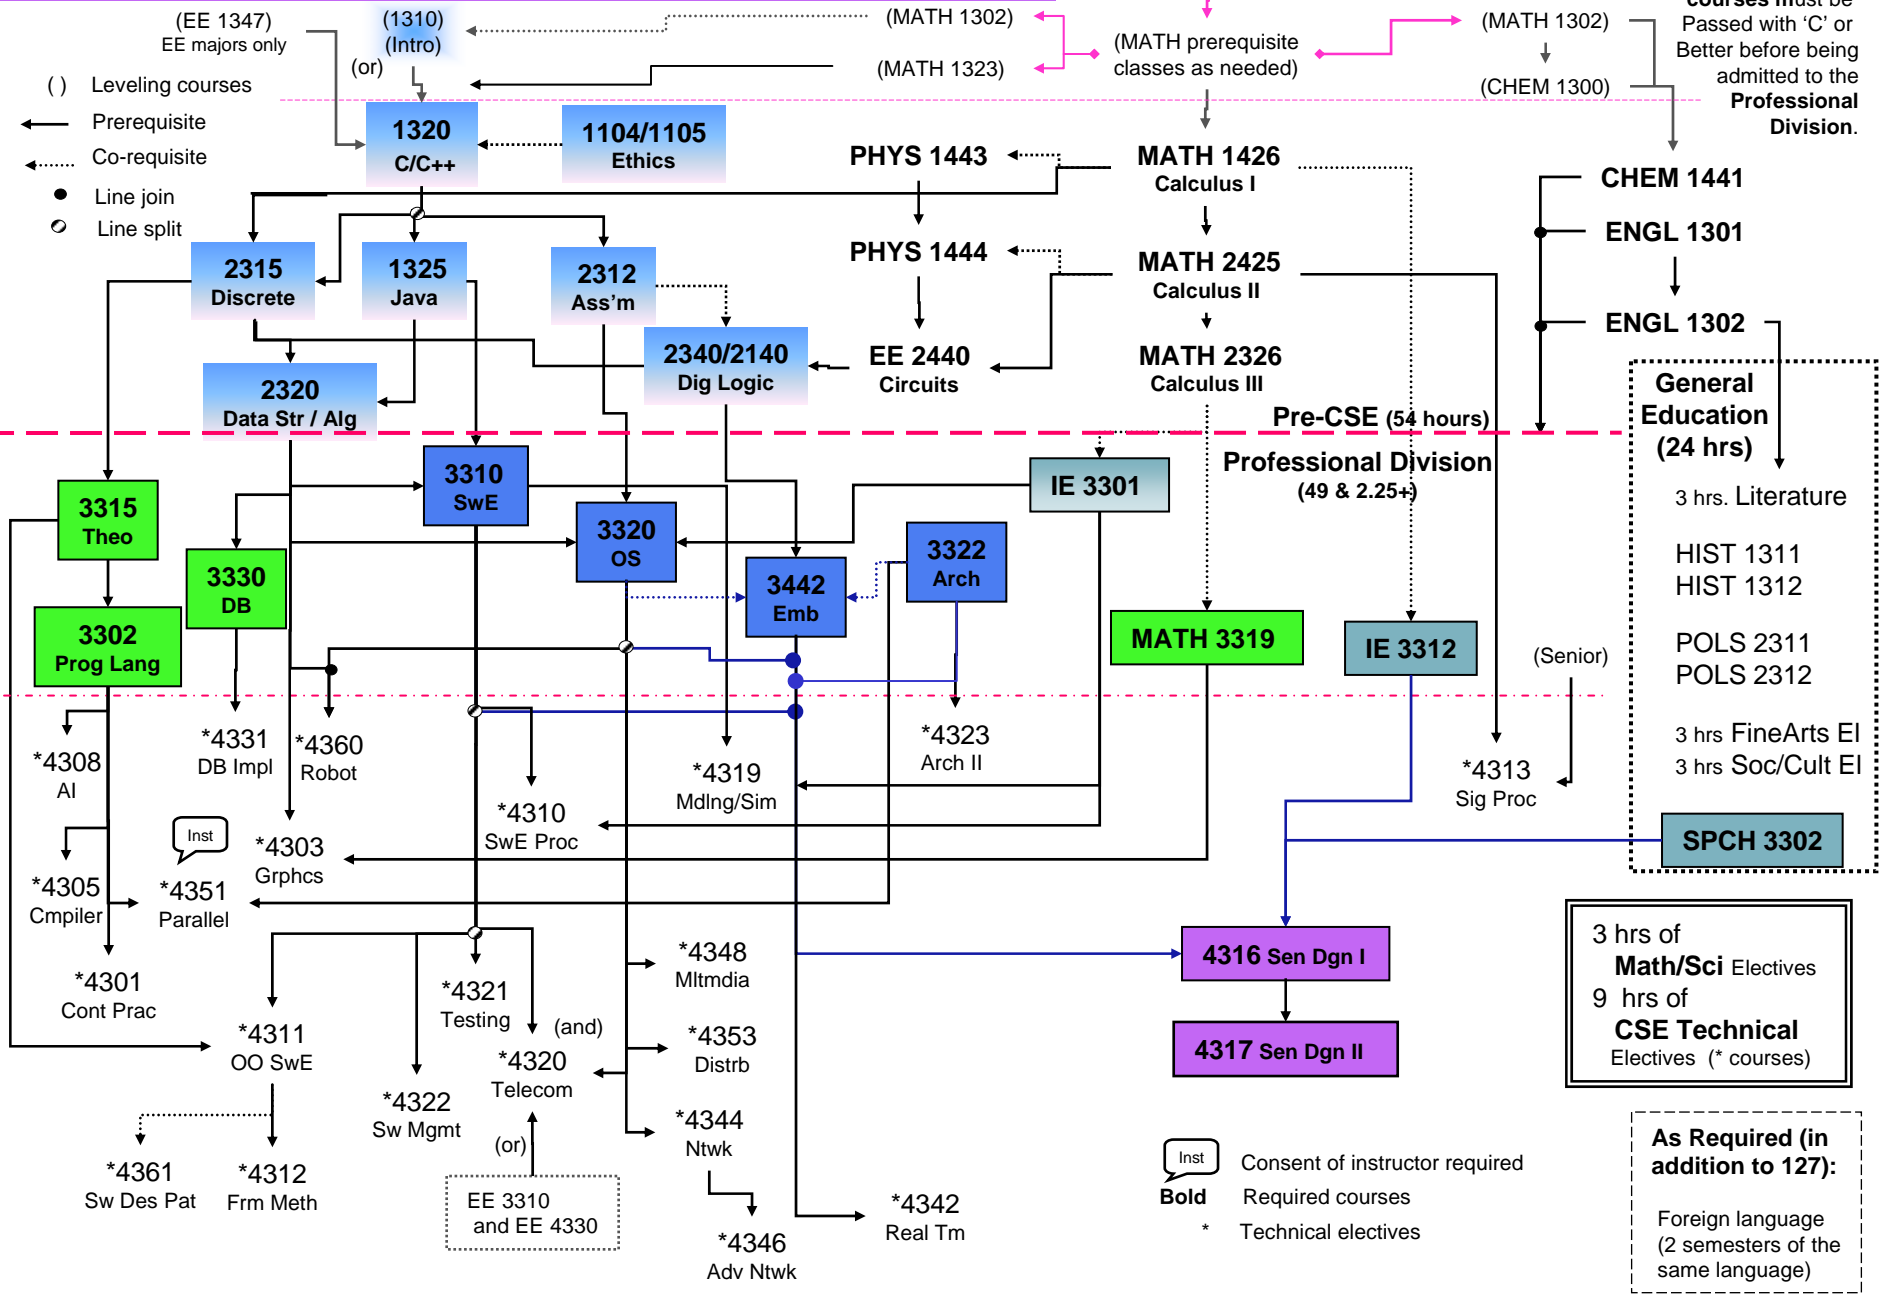 (EE 1347)
EE majors only
(1310)
(Intro)
(or)
(MATH 1302)
(MATH 1323)
(MATH prerequisite
classes as needed)
(MATH 1302)
(CHEM 1300)
courses must be
Passed with ‘C’ or
Better before being
admitted to the
Professional
Division.
( ) Leveling courses
Prerequisite
Co-requisite
Line join
Line split
1320
C/C++
1104/1105
Ethics
PHYS 1443
MATH 1426
Calculus I
CHEM 1441
ENGL 1301
PHYS 1444
MATH 2425
Calculus II
2315
Discrete
1325
Java
2312
Ass’m
ENGL 1302
2340/2140
Dig Logic
EE 2440
Circuits
MATH 2326
Calculus III
2320
Data Str / Alg
Pre-CSE (54 hours)
Professional Division
(49 & 2.25+)
General
Education
(24 hrs)
3 hrs. Literature
HIST 1311
HIST 1312
POLS 2311
POLS 2312
3 hrs FineArts El
3 hrs Soc/Cult El
SPCH 3302
3310
SwE
IE 3301
3315
Theo
3320
OS
3322
Arch
3330
DB
3442
Emb
3302
Prog Lang
MATH 3319
IE 3312
(Senior)
*4308
AI
*4331
DB Impl
*4360
Robot
*4323
Arch II
*4319
Mdlng/Sim
*4313
Sig Proc
*4310
SwE Proc
Inst
*4303
Grphcs
*4305
Cmpiler
*4351
Parallel
*4301
Cont Prac
*4348
Mltmdia
4316 Sen Dgn I
3 hrs of
Math/Sci Electives
9 hrs of
CSE Technical
Electives (* courses)
*4321
Testing
(and)
*4311
OO SwE
*4320
Telecom
*4353
Distrb
4317 Sen Dgn II
*4322
Sw Mgmt
(or)
*4344
Ntwk
*4361
Sw Des Pat
*4312
Frm Meth
EE 3310
and EE 4330
*4342
Real Tm
*4346
Adv Ntwk
Inst
Consent of instructor required
Bold Required courses
* Technical electives
As Required (in
addition to 127):
Foreign language
(2 semesters of the
same language)